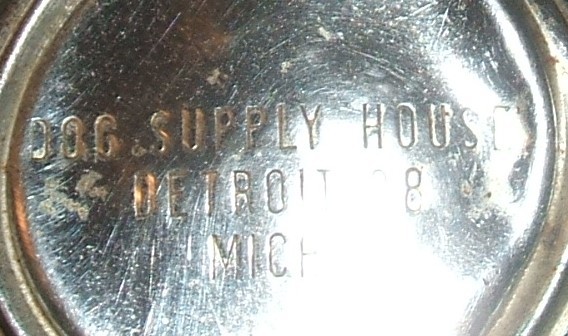 DOG SUPPLY HOUSE
DETROIT 28
MICH